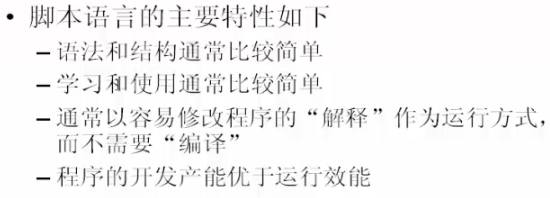 • 脚本语言的主要特性如下
– 语法和结构通常比较简单
– 学习和使用通常比较简单
– 通常以容易修改程序的“解释”作为运行方式，
而不需要“编译”
– 程序的开发产能优于运行效能